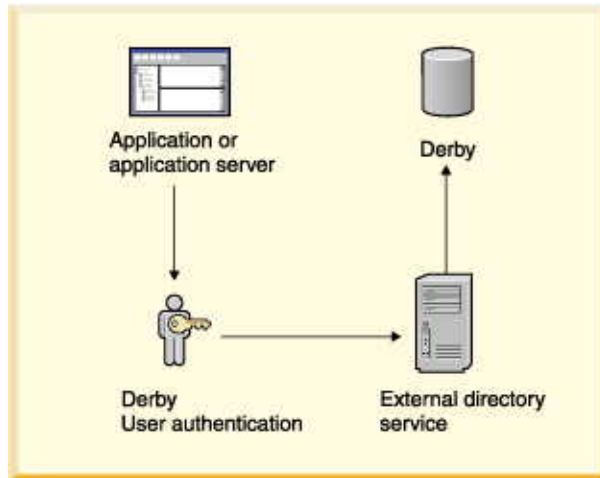 Application or
application server
Derby
Derby
User authentication
External directory
service